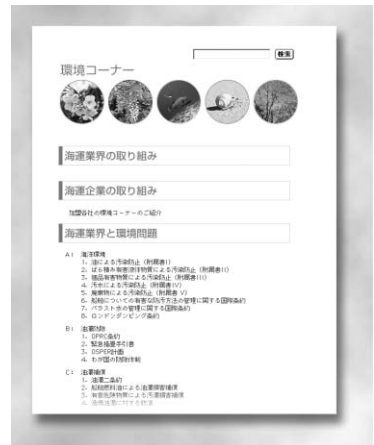 検索
環境コーナー
海運業界の取り組み
海運企業の取り組み
加盟各社の環境コーナーのご紹介
海運業界と環境問題
A: 海洋環境
1. 油による汚染防止(附属書I)
2. ばら積み有害液体物質による汚染防止(附属書II)
3. 個品有害物質による汚染防止(附属書III)
4. 汚水による汚染防止(附属書IV)
5. 廃棄物による汚染防止(附属書 V)
6. 船舶についての有害な防汚方法の管理に関する国際条約
7. バラスト水の管理に関する国際条約
8. ロンドンダンピング条約
B: 油濁防除
1. OPRC条約
2. 緊急措置手引書
3. OSPER計画
4. わが国の防除体制
C: 油濁補償
1. 油濁二条約
2. 船舶燃料油による油濁損害補償
3. 有害危険物質による汚濁損害補償